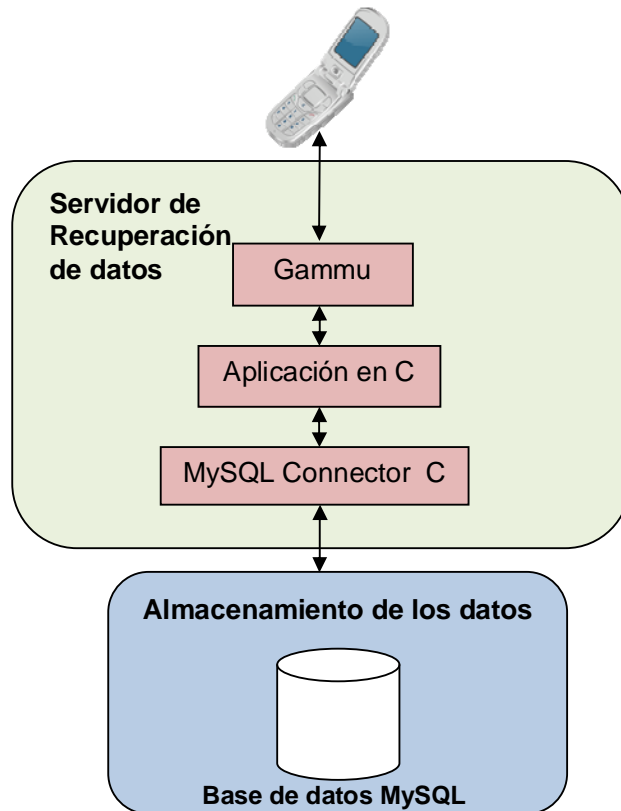 Servidor de
Recuperación
de datos
Gammu
Aplicación en C
MySQL Connector C
Almacenamiento de los datos
Base de datos MySQL